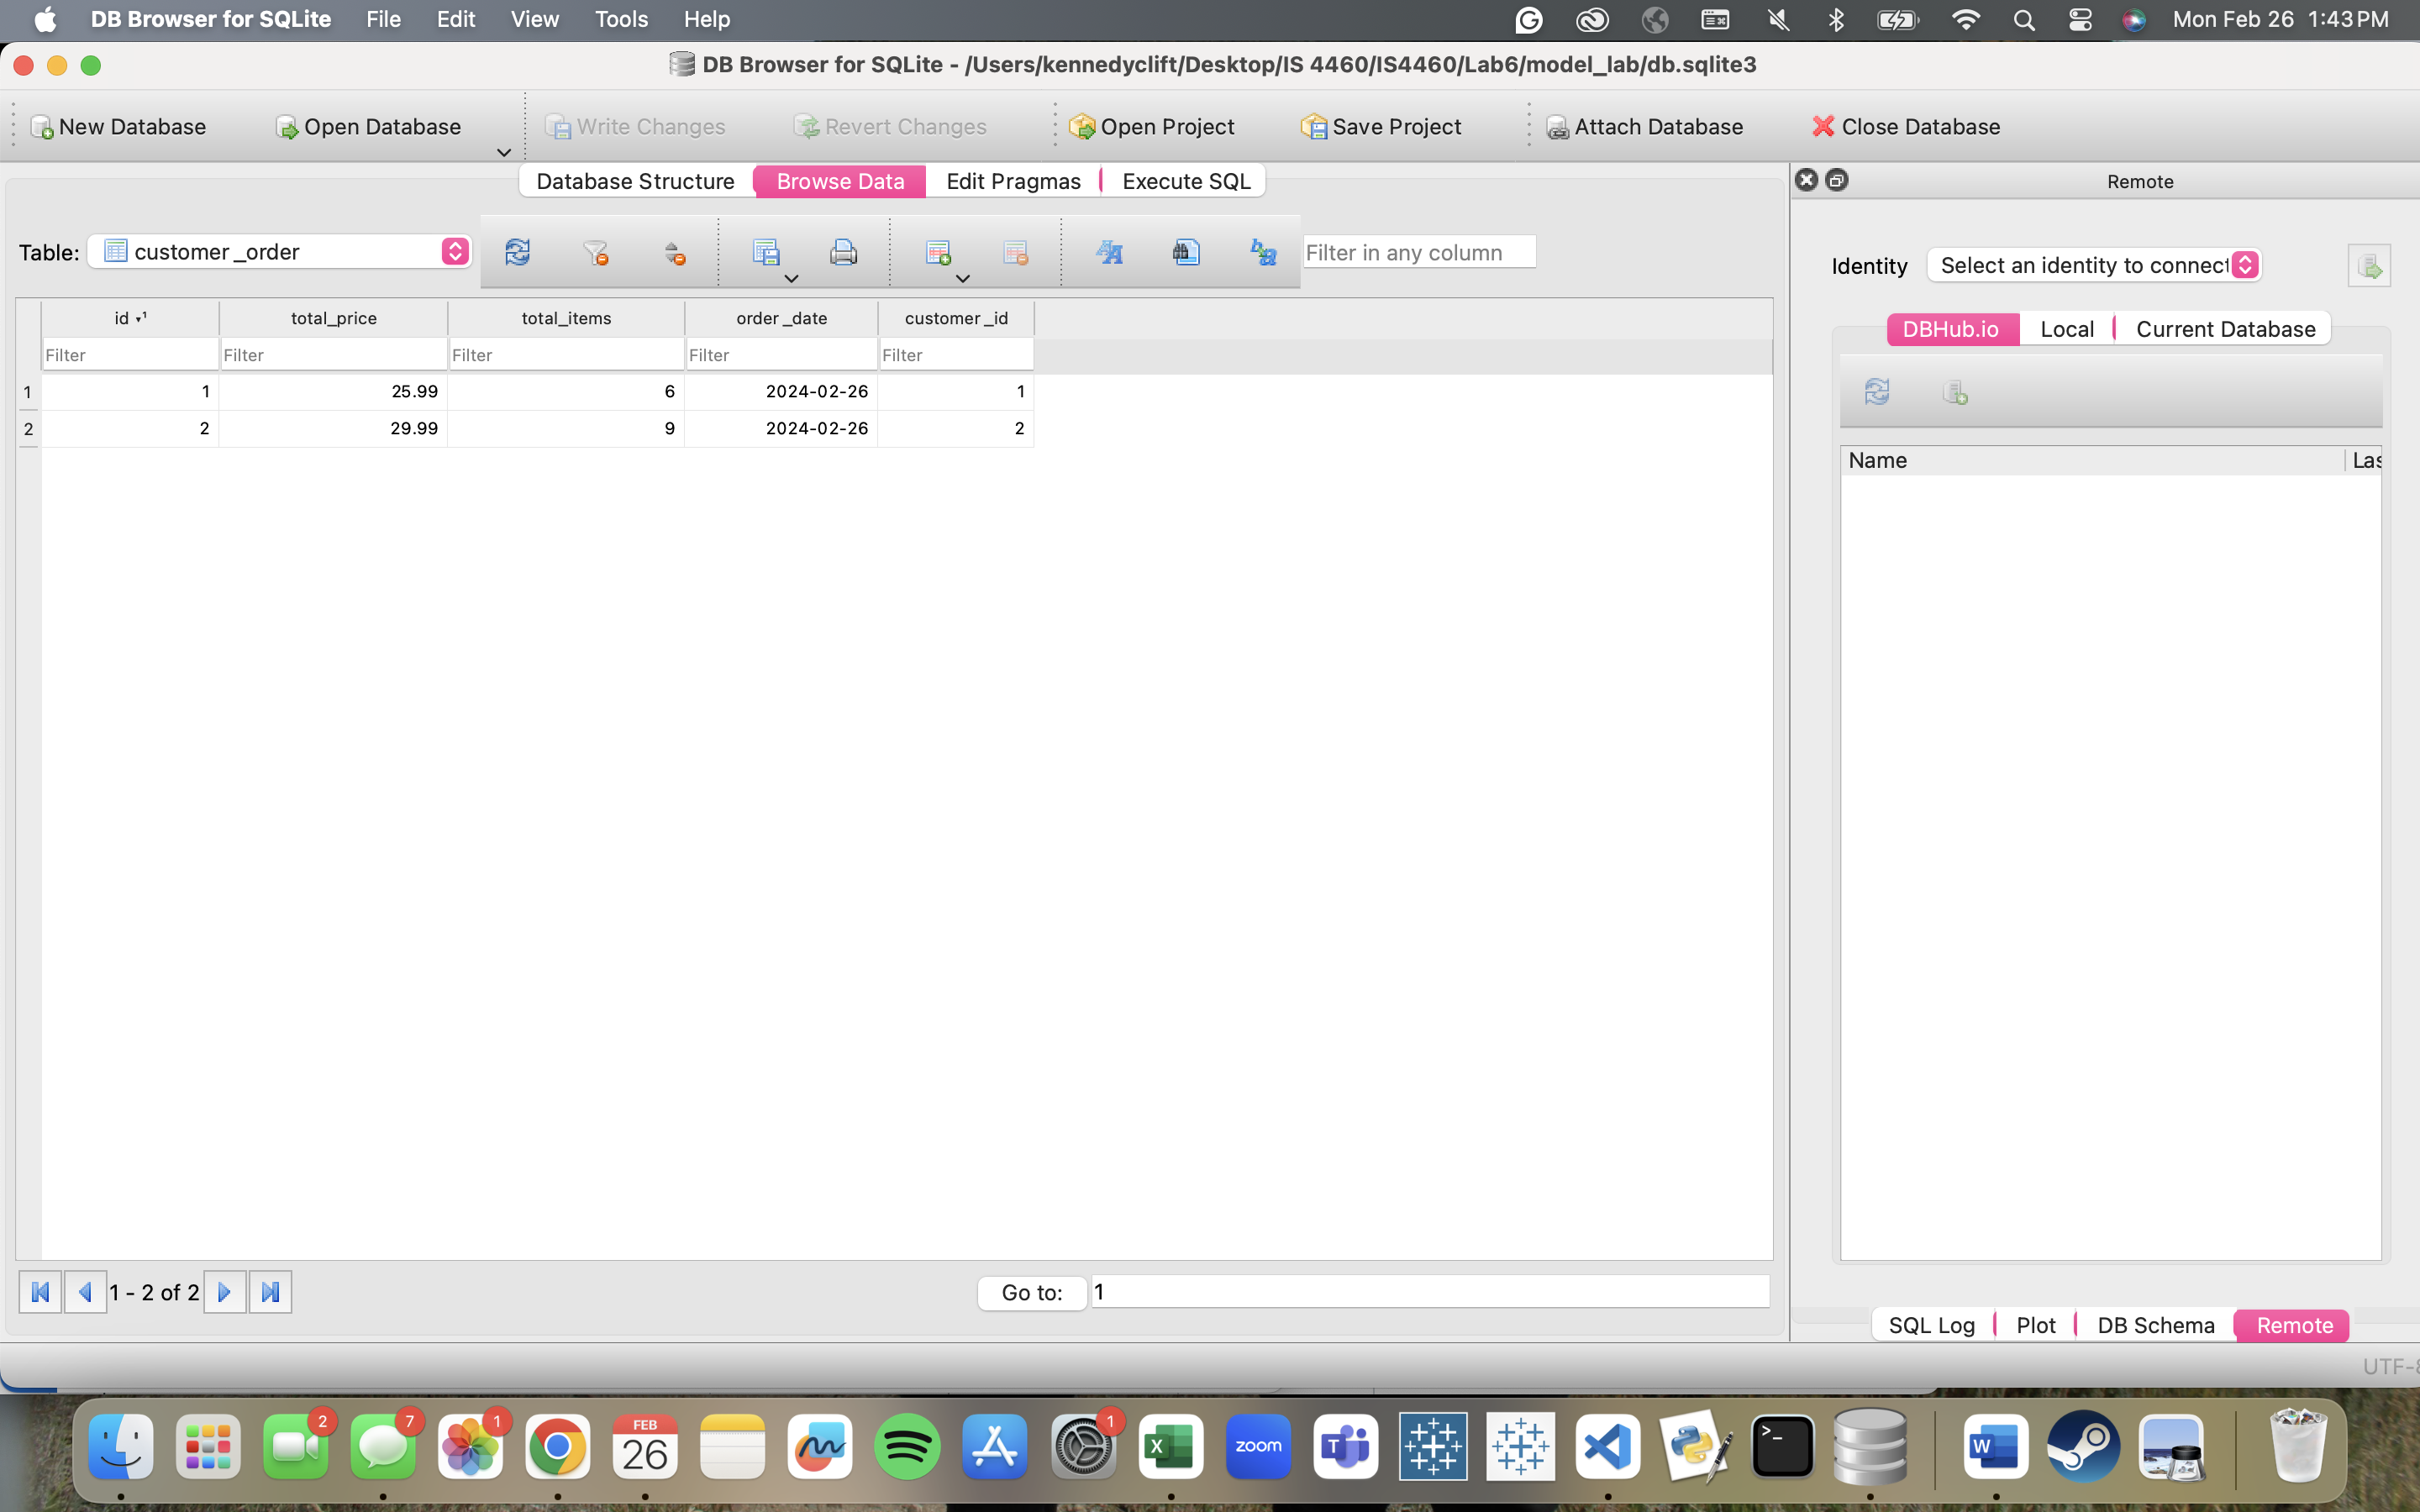 DB Browser for SQLite File Edit View Tools Help Mon Feb 26 1:43 PM
DB Browser for SQLite - /Users/kennedyclift/Desktop/IS 4460/IS4460/Lab6/model_lab/db.sqlite3
New Database Open Database Write Changes Revert Changes Open Project Save Project Attach Database Close Database
Database Structure Browse Data Edit Pragmas Execute SQL
Table: customer_order Filter in any column
id total_price total_items order_date customer_id
Filter Filter Filter Filter Filter
1 1 25.99 6 2024-02-26 1
2 2 29.99 9 2024-02-26 2
1 - 2 of 2 Go to: 1
Remote
Identity Select an identity to connect
DBHub.io Local Current Database
Name Las
SQL Log Plot DB Schema Remote
UTF-8
2 7 1 FEB 26 1 X zoom T >_ W